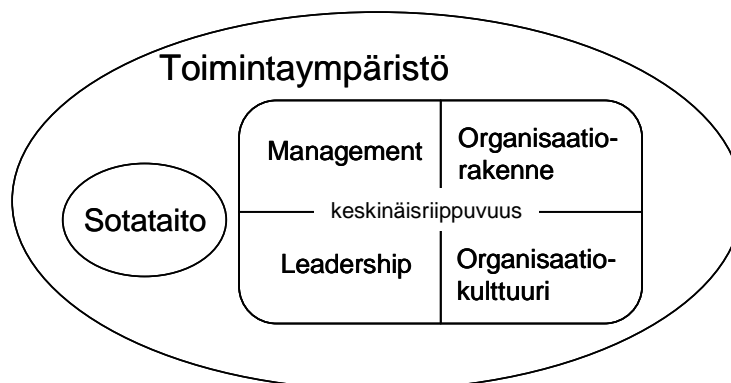 Toimintaympäristö
Management
Organisaatio-
rakenne
keskinäisriippuvuus
Sotataito
Leadership
Organisaatio-
kulttuuri